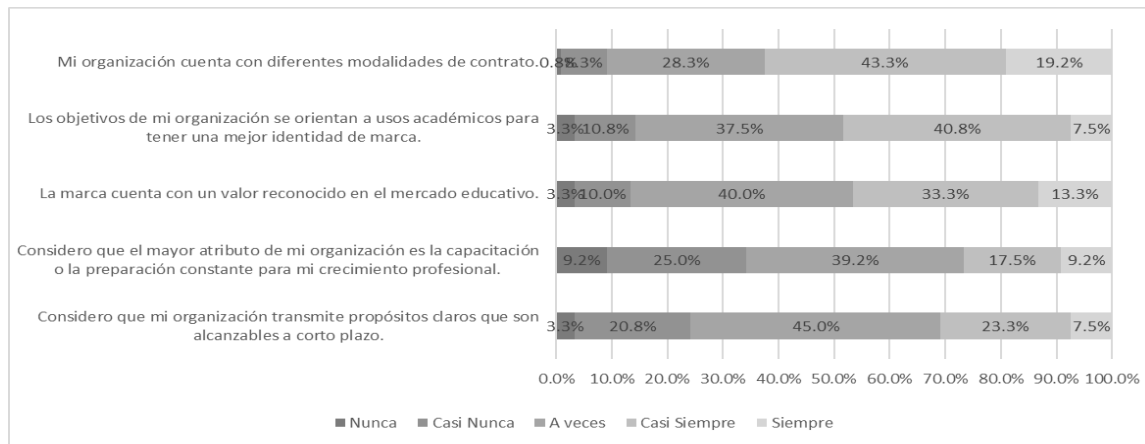 Mi organización cuenta con diferentes modalidades de contrato.
0.8% 8.3% 28.3% 43.3% 19.2%
Los objetivos de mi organización se orientan a usos académicos para
tener una mejor identidad de marca.
3.3% 10.8% 37.5% 40.8% 7.5%
La marca cuenta con un valor reconocido en el mercado educativo.
3.3% 10.0% 40.0% 33.3% 13.3%
Considero que el mayor atributo de mi organización es la capacitación
o la preparación constante para mi crecimiento profesional.
9.2% 25.0% 39.2% 17.5% 9.2%
Considero que mi organización transmite propósitos claros que son
alcanzables a corto plazo.
3.3% 20.8% 45.0% 23.3% 7.5%
0.0% 10.0% 20.0% 30.0% 40.0% 50.0% 60.0% 70.0% 80.0% 90.0% 100.0%
Nunca Casi Nunca A veces Casi Siempre Siempre